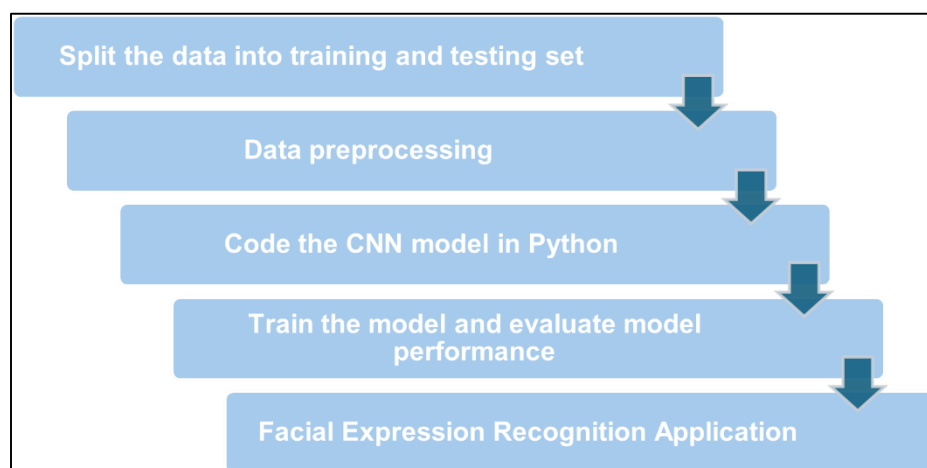 Split the data into training and testing set
Data preprocessing
Code the CNN model in Python
Train the model and evaluate model
performance
Facial Expression Recognition Application